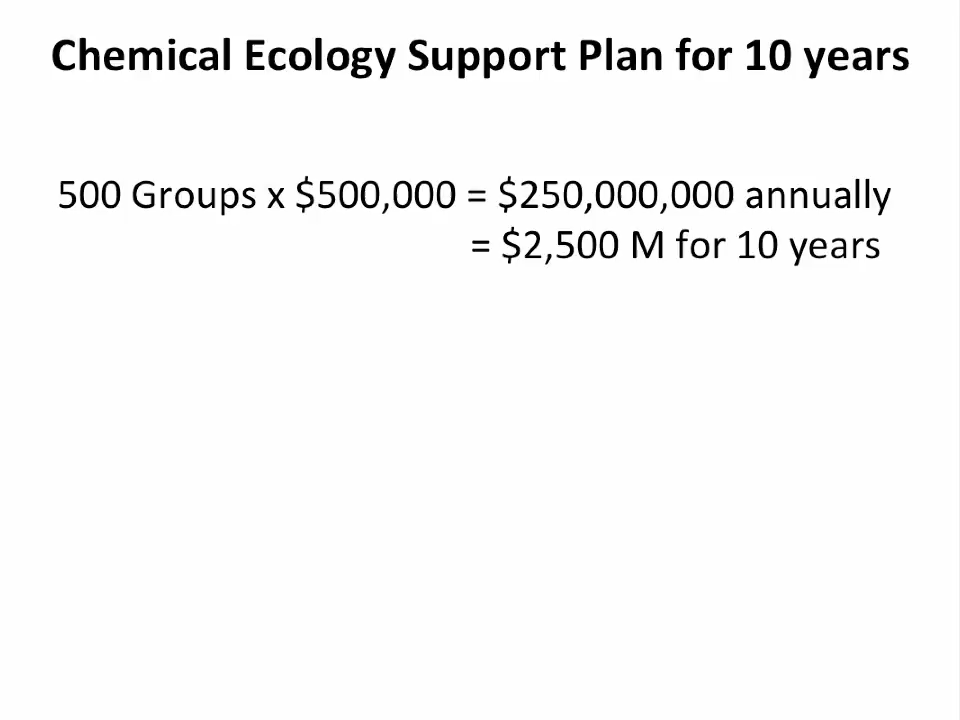 Chemical Ecology Support Plan for 10 years
500 Groups x $500,000 = $250,000,000 annually
= $2,500 M for 10 years